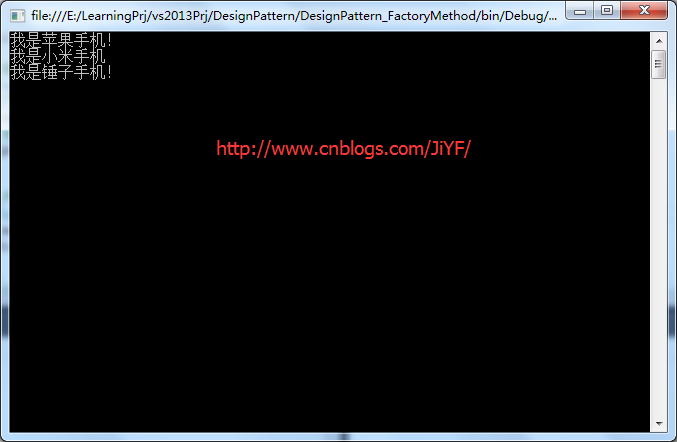 file:///E:/LearningPrj/vs2013Prj/DesignPattern/DesignPattern_FactoryMethod/bin/Debug/...
我是苹果手机!
我是小米手机
我是锤子手机!
http://www.cnblogs.com/JiYF/